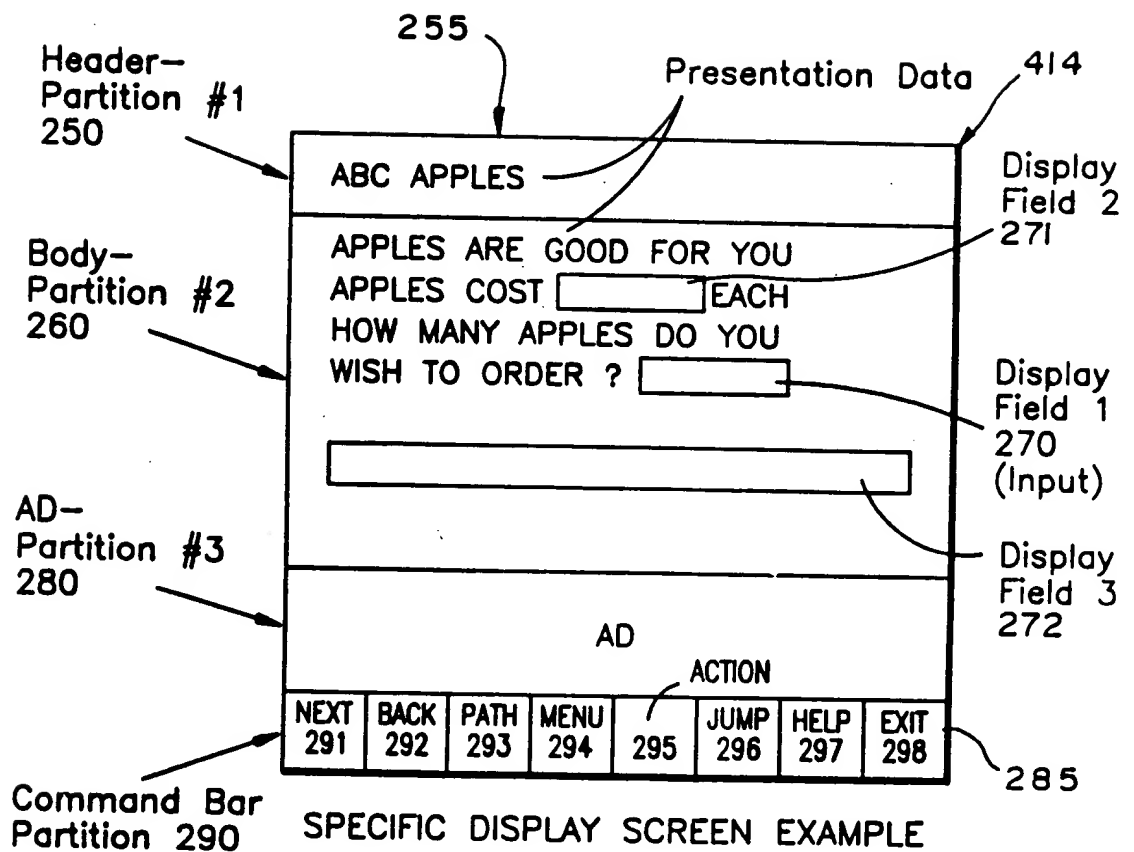 255
Header—
Partition #1
250
Presentation Data
414
ABC APPLES
Display
Field 2
271
Body—
Partition #2
260
APPLES ARE GOOD FOR YOU
APPLES COST EACH
HOW MANY APPLES DO YOU
WISH TO ORDER ?
Display
Field 1
270
(Input)
AD—
Partition #3
280
Display
Field 3
272
AD
ACTION
NEXT BACK PATH MENU JUMP HELP EXIT
291 292 293 294 295 296 297 298
285
Command Bar
Partition 290
SPECIFIC DISPLAY SCREEN EXAMPLE